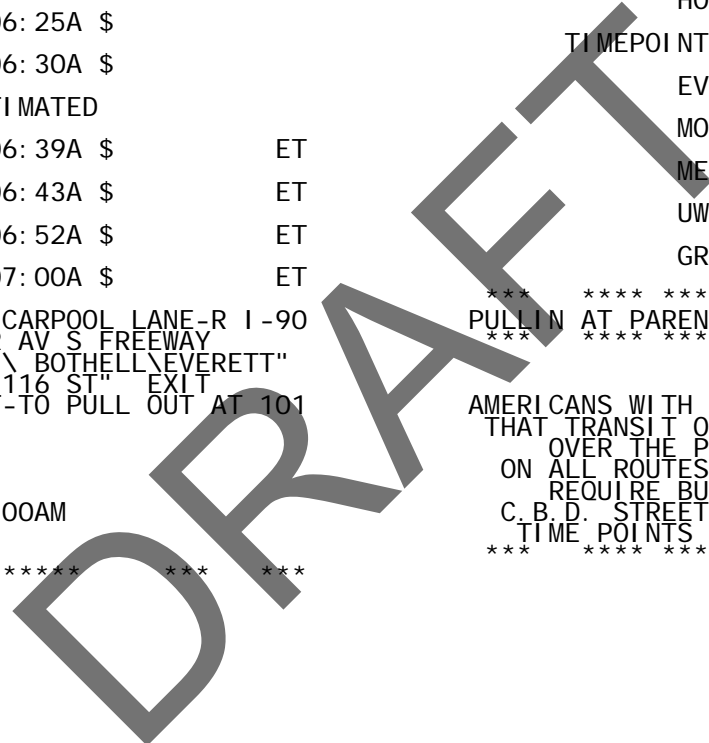 06:25A $
06:30A $
TIMATED
06:39A $ ET
06:43A $ ET
06:52A $ ET
07:00A $ ET
CARPOOL LANE-R I-90
AV S FREEWAY
\ BOTHELL\EVERETT"
116 ST" EXIT
-TO PULL OUT AT 101
00AM
***** *** ***
HO
TIMEPOINT
EV
MO
ME
UW
GR
*** **** ***
PULLIN AT PAREN
*** **** ***
AMERICANS WITH
THAT TRANSIT O
OVER THE P
ON ALL ROUTES
REQUIRE BU
C.B.D. STREET
TIME POINTS
*** **** ***
DRAFT